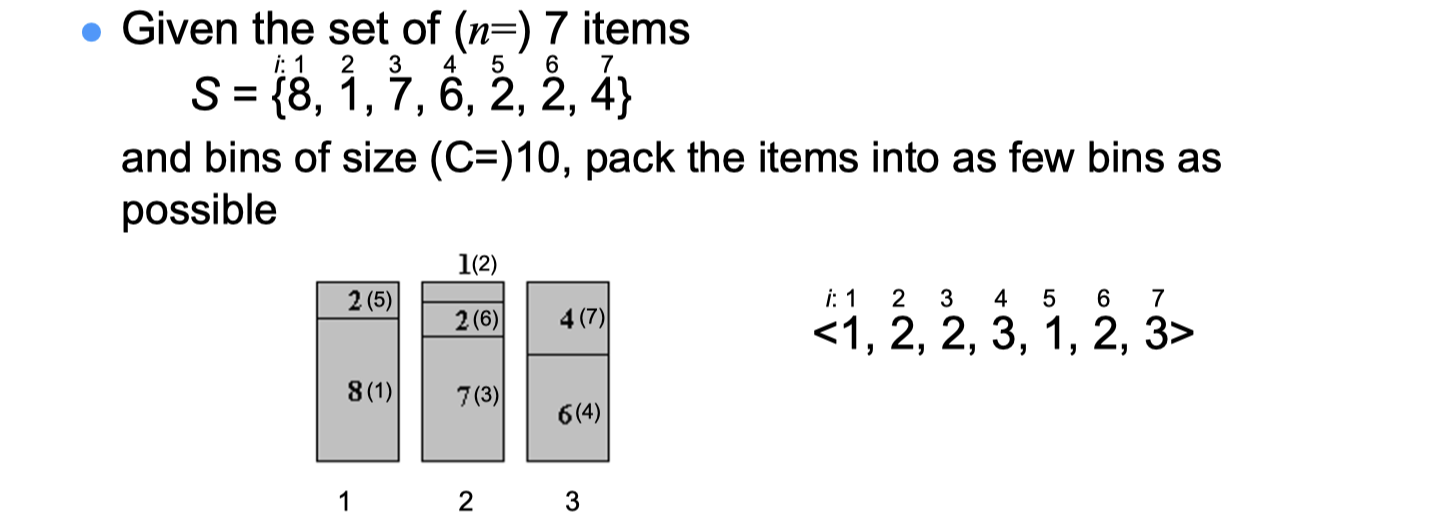 Given the set of (n=) 7 items
i: 1 2 3 4 5 6 7
S = {8, 1, 7, 6, 2, 2, 4}
and bins of size (C=)10, pack the items into as few bins as
possible
1(2)
2 (5)
2 (6)
4 (7)
8 (1)
7 (3)
6 (4)
1 2 3
i: 1 2 3 4 5 6 7
<1, 2, 2, 3, 1, 2, 3>